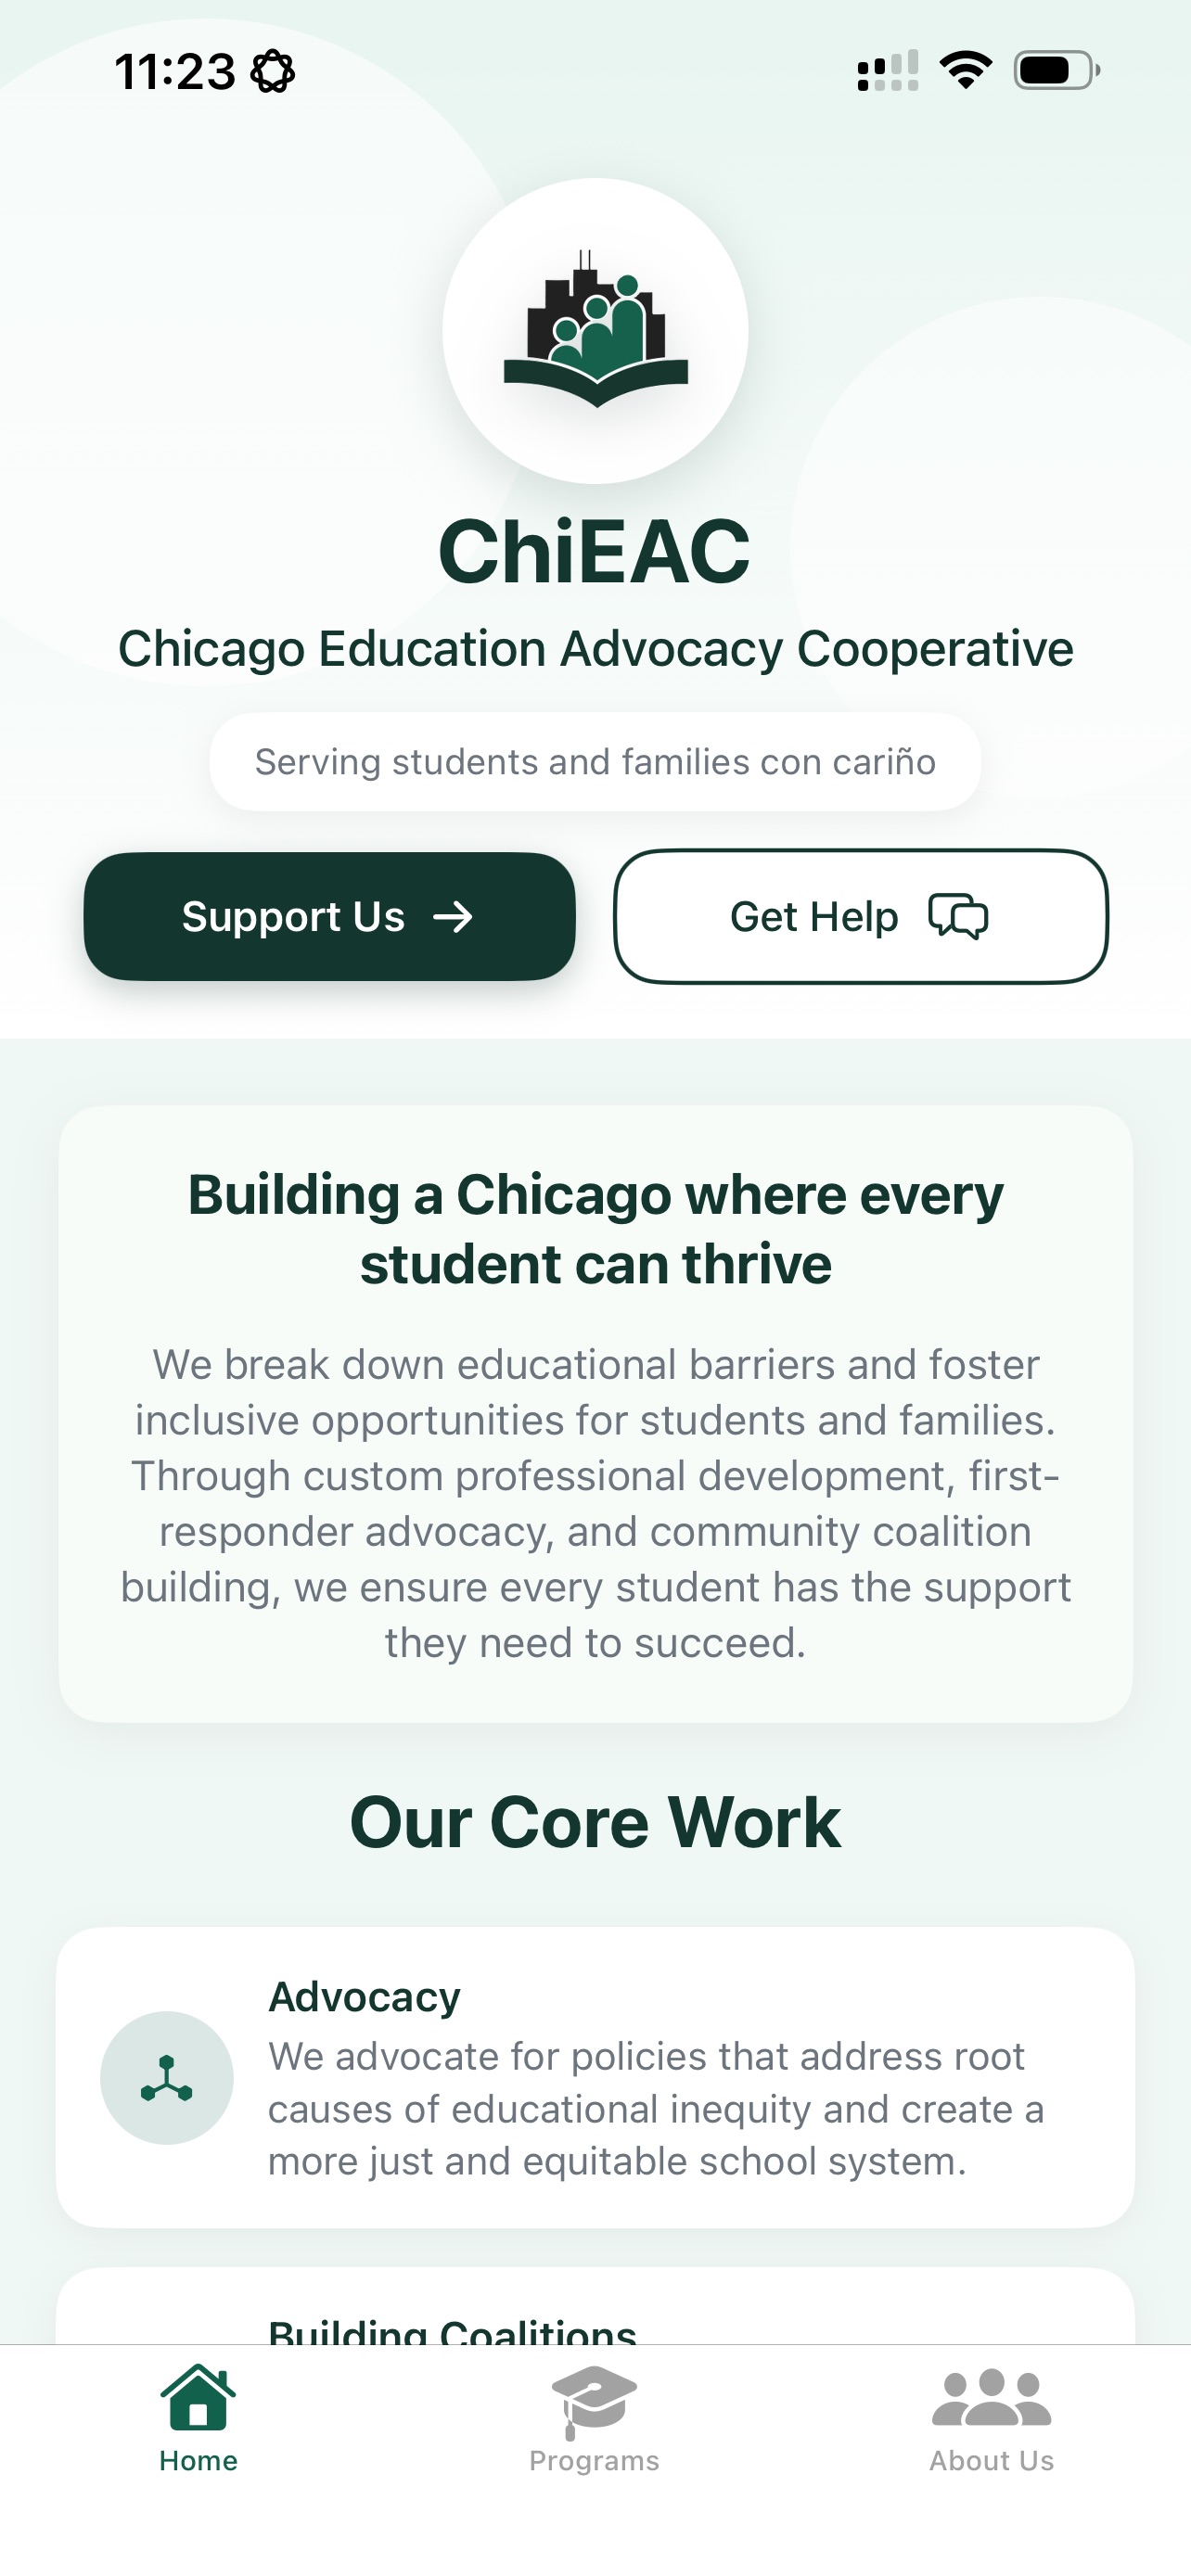 11:23
ChiEAC
Chicago Education Advocacy Cooperative
Serving students and families con cariño
Support Us
Get Help
Building a Chicago where every
student can thrive
We break down educational barriers and foster
inclusive opportunities for students and families.
Through custom professional development, first-
responder advocacy, and community coalition
building, we ensure every student has the support
they need to succeed.
Our Core Work
Advocacy
We advocate for policies that address root
causes of educational inequity and create a
more just and equitable school system.
Building Coalitions
Home
Programs
About Us